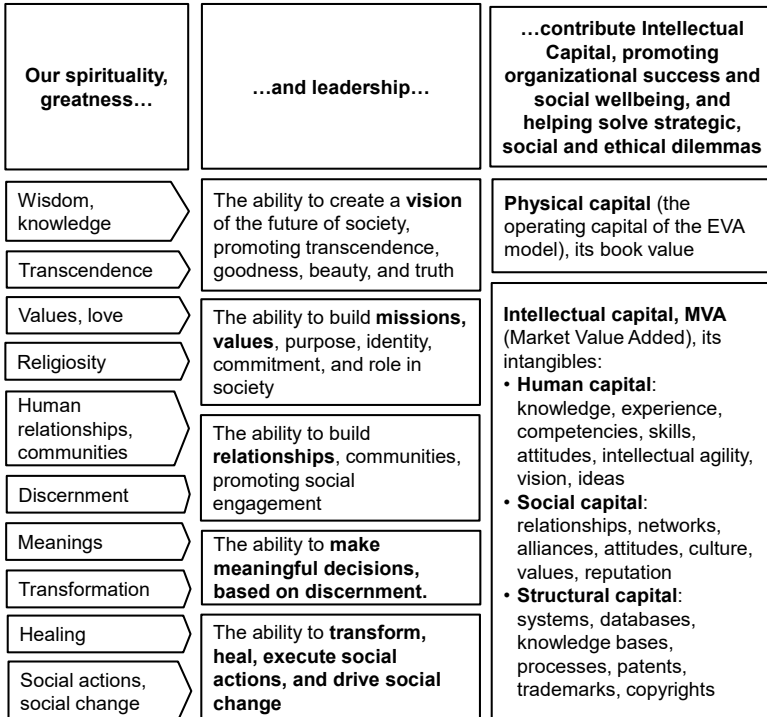 Our spirituality,
greatness…
…and leadership…
…contribute Intellectual
Capital, promoting
organizational success and
social wellbeing, and
helping solve strategic,
social and ethical dilemmas
Wisdom,
knowledge
Transcendence
Values, love
Religiosity
Human
relationships,
communities
Discernment
Meanings
Transformation
Healing
Social actions,
social change
The ability to create a vision
of the future of society,
promoting transcendence,
goodness, beauty, and truth
The ability to build missions,
values, purpose, identity,
commitment, and role in
society
The ability to build
relationships, communities,
promoting social
engagement
The ability to make
meaningful decisions,
based on discernment.
The ability to transform,
heal, execute social
actions, and drive social
change
Physical capital (the
operating capital of the EVA
model), its book value
Intellectual capital, MVA
(Market Value Added), its
intangibles:
• Human capital:
knowledge, experience,
competencies, skills,
attitudes, intellectual agility,
vision, ideas
• Social capital:
relationships, networks,
alliances, attitudes, culture,
values, reputation
• Structural capital:
systems, databases,
knowledge bases,
processes, patents,
trademarks, copyrights